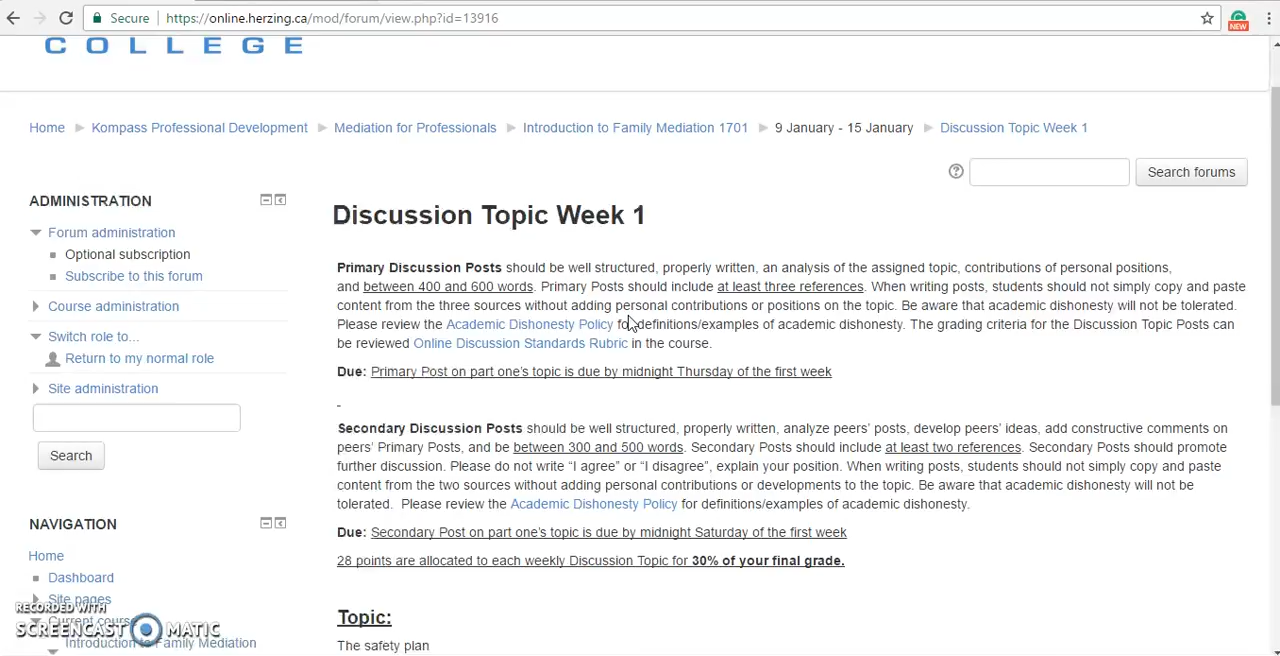 Secure https://online.herzing.ca/mod/forum/view.php?id=13916
NEW
COLLEGE
Home Kompass Professional Development Mediation for Professionals Introduction to Family Mediation 1701 9 January - 15 January Discussion Topic Week 1
Search forums
ADMINISTRATION
Forum administration
Optional subscription
Subscribe to this forum
Course administration
Switch role to...
Return to my normal role
Site administration
Search
NAVIGATION
Home
Dashboard
Site pages
Current course
Introduction to Family Mediation
Discussion Topic Week 1
Primary Discussion Posts should be well structured, properly written, an analysis of the assigned topic, contributions of personal positions,
and between 400 and 600 words. Primary Posts should include at least three references. When writing posts, students should not simply copy and paste
content from the three sources without adding personal contributions or positions on the topic. Be aware that academic dishonesty will not be tolerated.
Please review the Academic Dishonesty Policy for definitions/examples of academic dishonesty. The grading criteria for the Discussion Topic Posts can
be reviewed Online Discussion Standards Rubric in the course.
Due: Primary Post on part one's topic is due by midnight Thursday of the first week
-
Secondary Discussion Posts should be well structured, properly written, analyze peers' posts, develop peers' ideas, add constructive comments on
peers' Primary Posts, and be between 300 and 500 words. Secondary Posts should include at least two references. Secondary Posts should promote
further discussion. Please do not write “I agree” or “I disagree”, explain your position. When writing posts, students should not simply copy and paste
content from the two sources without adding personal contributions or developments to the topic. Be aware that academic dishonesty will not be
tolerated. Please review the Academic Dishonesty Policy for definitions/examples of academic dishonesty.
Due: Secondary Post on part one's topic is due by midnight Saturday of the first week
28 points are allocated to each weekly Discussion Topic for 30% of your final grade.
Topic:
The safety plan
RECORDED WITH
SCREENCAST MATIC